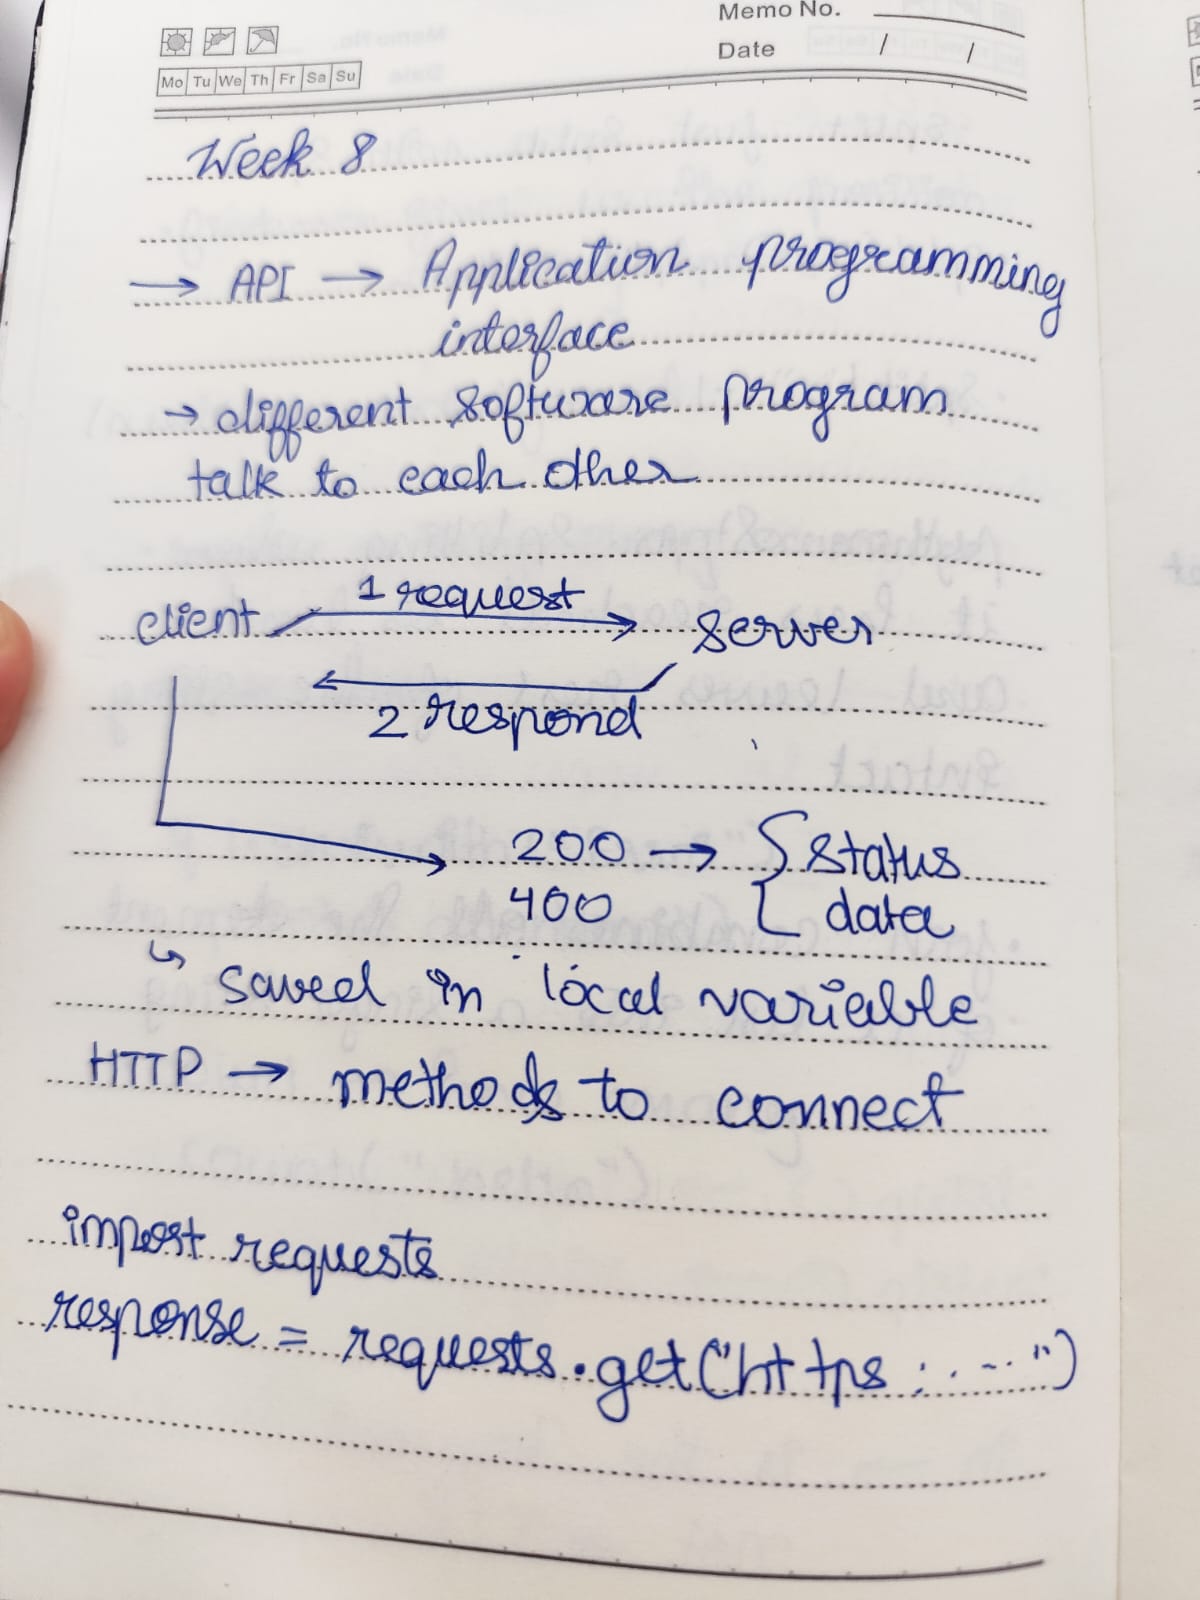 Memo No.
Date / /
Mo Tu We Th Fr Sa Su
Week 8
→ API → Application programming
interface
→ different software program
talk to each other
1 request
client → server
2 respond
200 → { status
400 data
↳ saved in local variable
HTTP → methods to connect
import requests
response = requests.get("https:...")